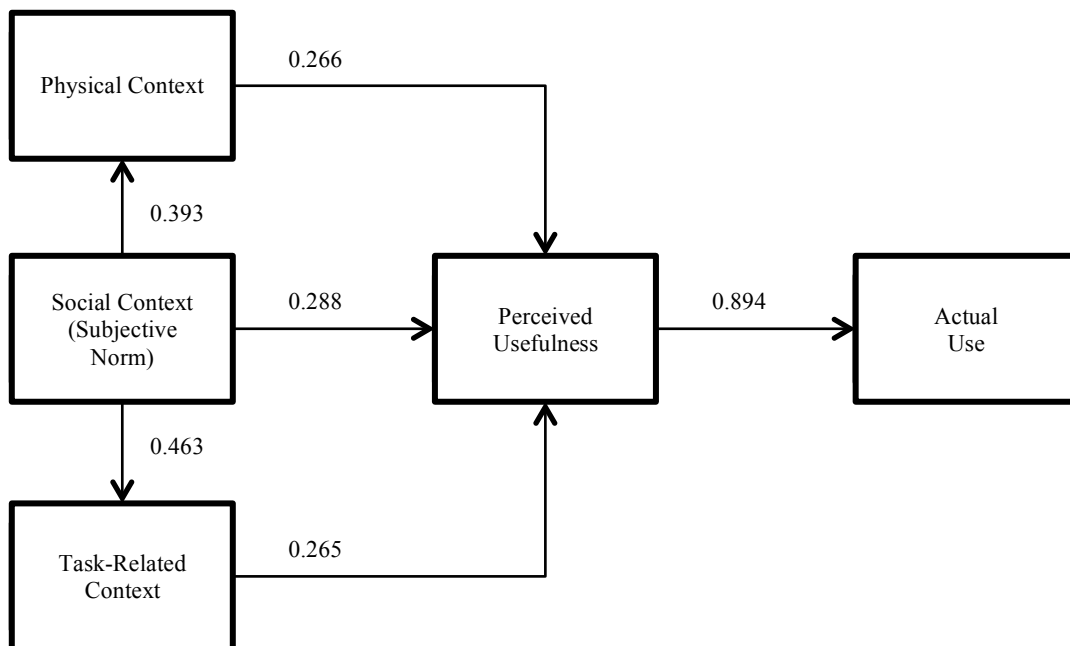 Physical Context
0.266
0.393
Social Context
(Subjective
Norm)
0.288
Perceived
Usefulness
0.894
Actual
Use
0.463
Task-Related
Context
0.265